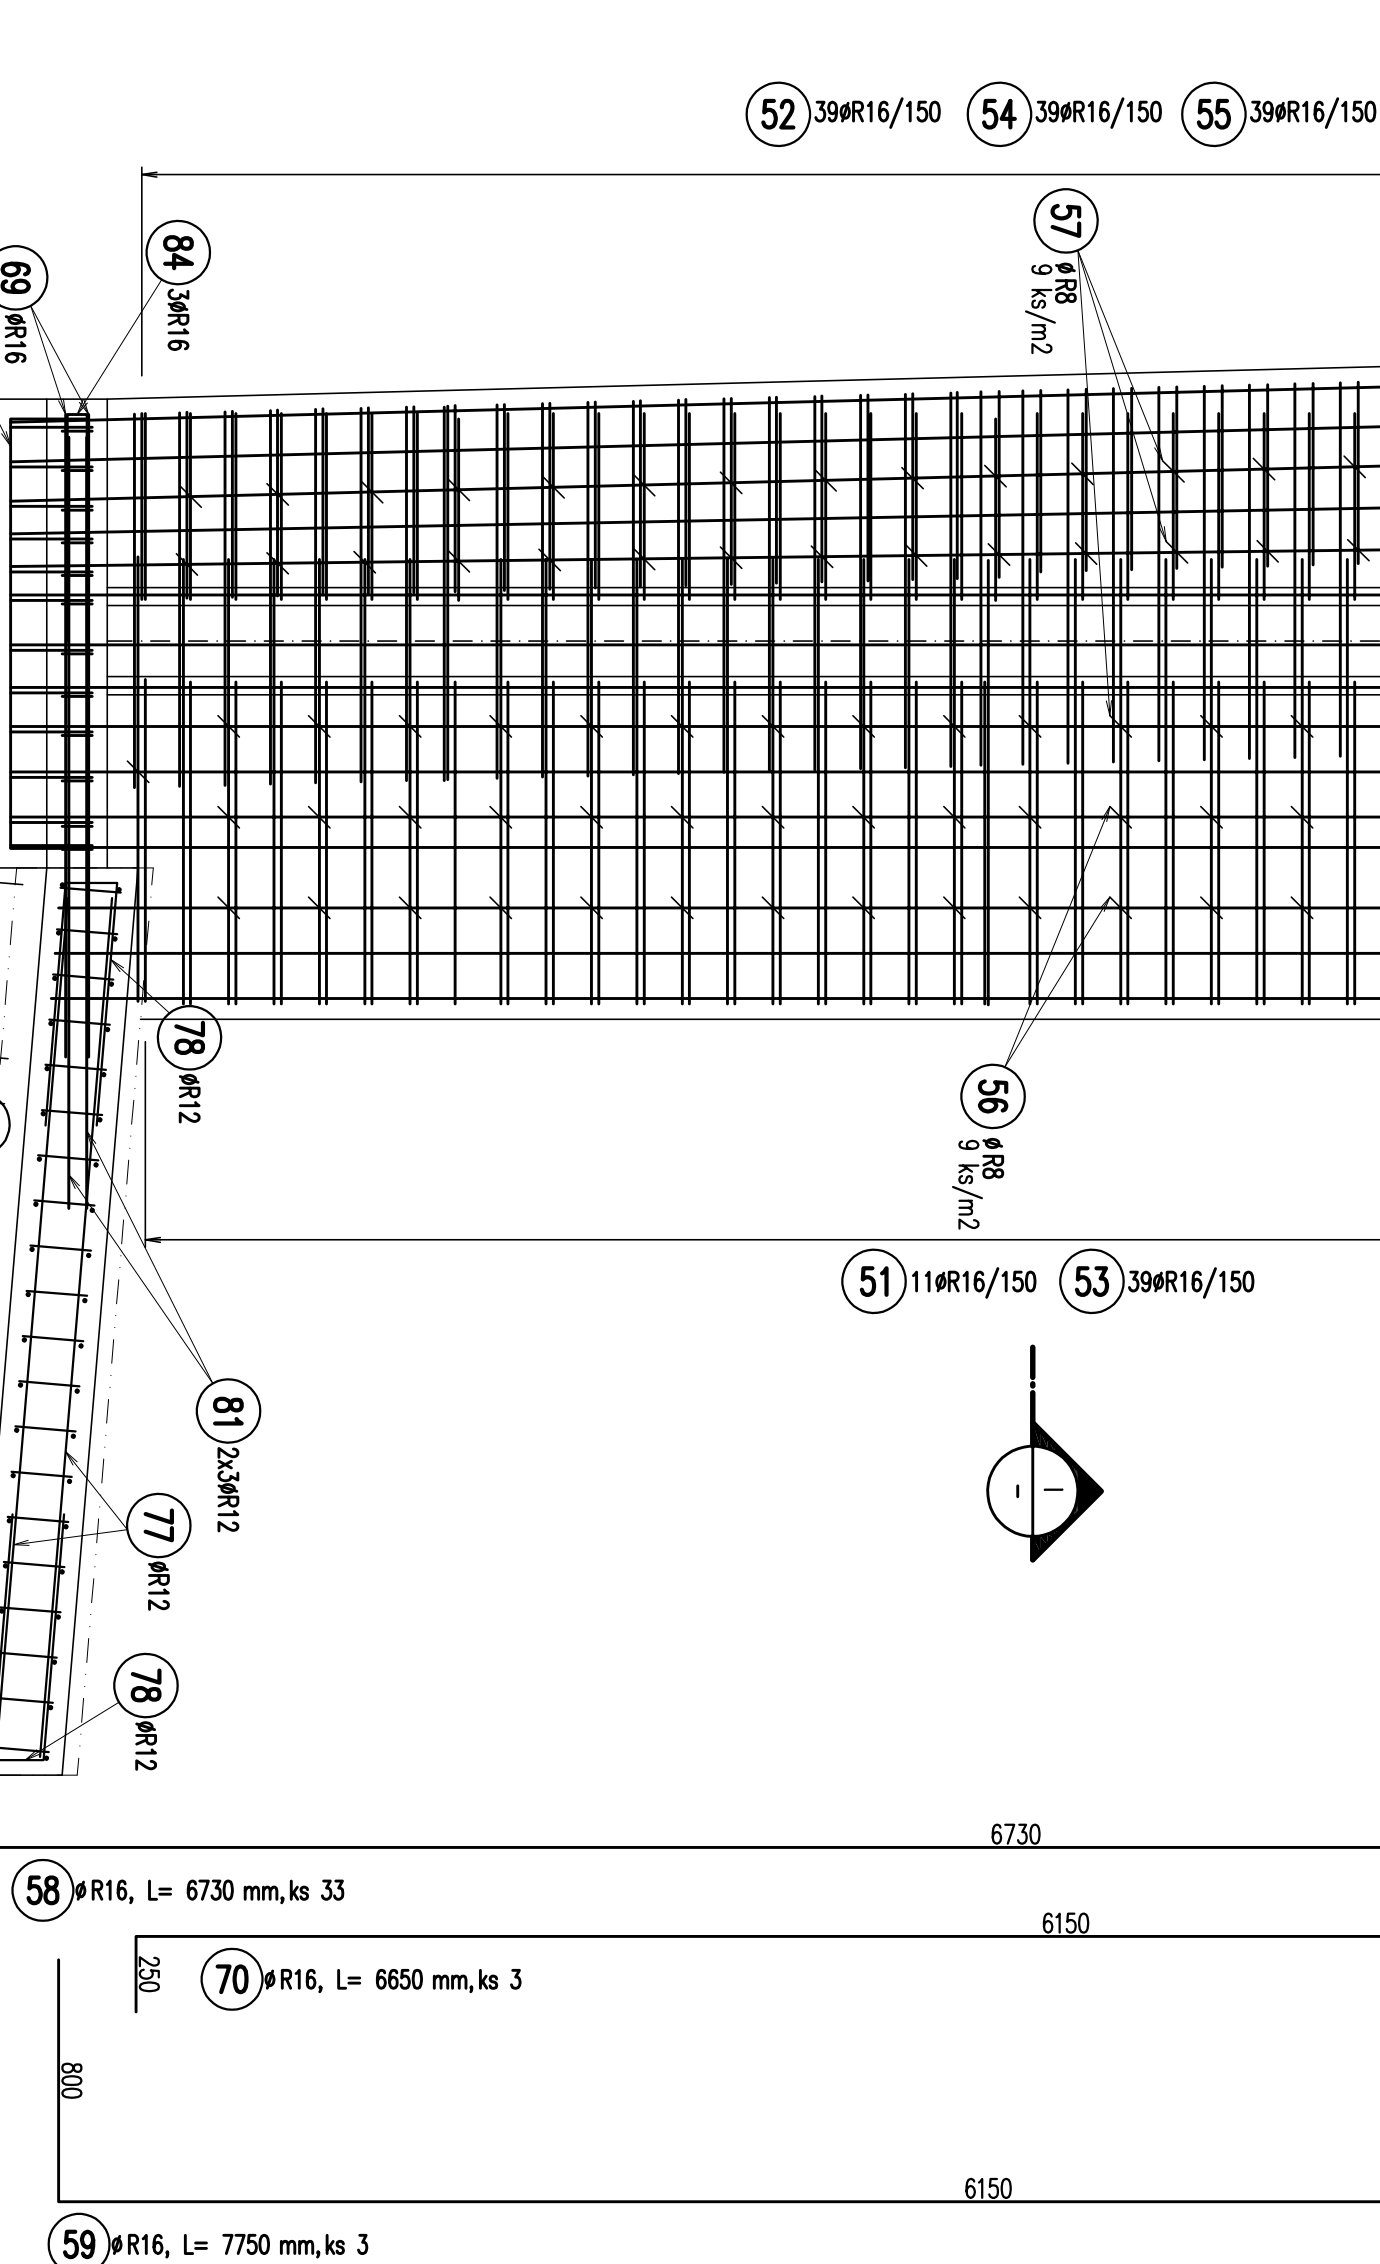 52 39øR16/150 54 39øR16/150 55 39øR16/150
57 øR8
9 ks/m2
84 3øR16
69 øR16
78 øR12
56 øR8
9 ks/m2
51 11øR16/150 53 39øR16/150
81 2x3øR12
77 øR12
78 øR12
6730
58 øR16, L= 6730 mm,ks 33
6150
250
70 øR16, L= 6650 mm,ks 3
800
6150
59 øR16, L= 7750 mm,ks 3